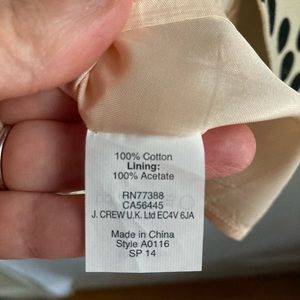 100% Cotton
Lining:
100% Acetate
RN77388
CA56445
J. CREW U.K. Ltd EC4V 6JA
Made in China
Style A0116
SP 14